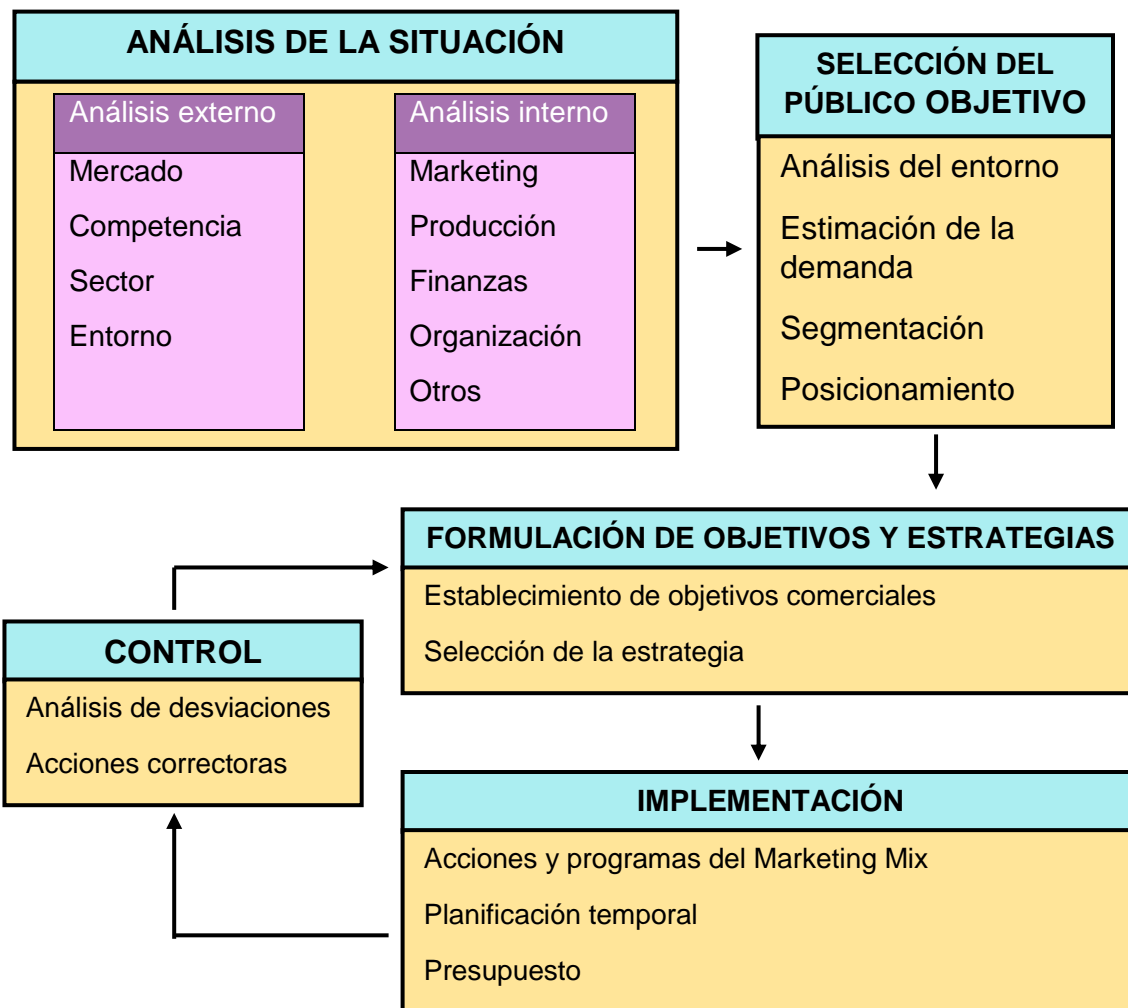 ANÁLISIS DE LA SITUACIÓN
Análisis externo
Mercado
Competencia
Sector
Entorno
Análisis interno
Marketing
Producción
Finanzas
Organización
Otros
SELECCIÓN DEL
PÚBLICO OBJETIVO
Análisis del entorno
Estimación de la
demanda
Segmentación
Posicionamiento
FORMULACIÓN DE OBJETIVOS Y ESTRATEGIAS
Establecimiento de objetivos comerciales
Selección de la estrategia
CONTROL
Análisis de desviaciones
Acciones correctoras
IMPLEMENTACIÓN
Acciones y programas del Marketing Mix
Planificación temporal
Presupuesto